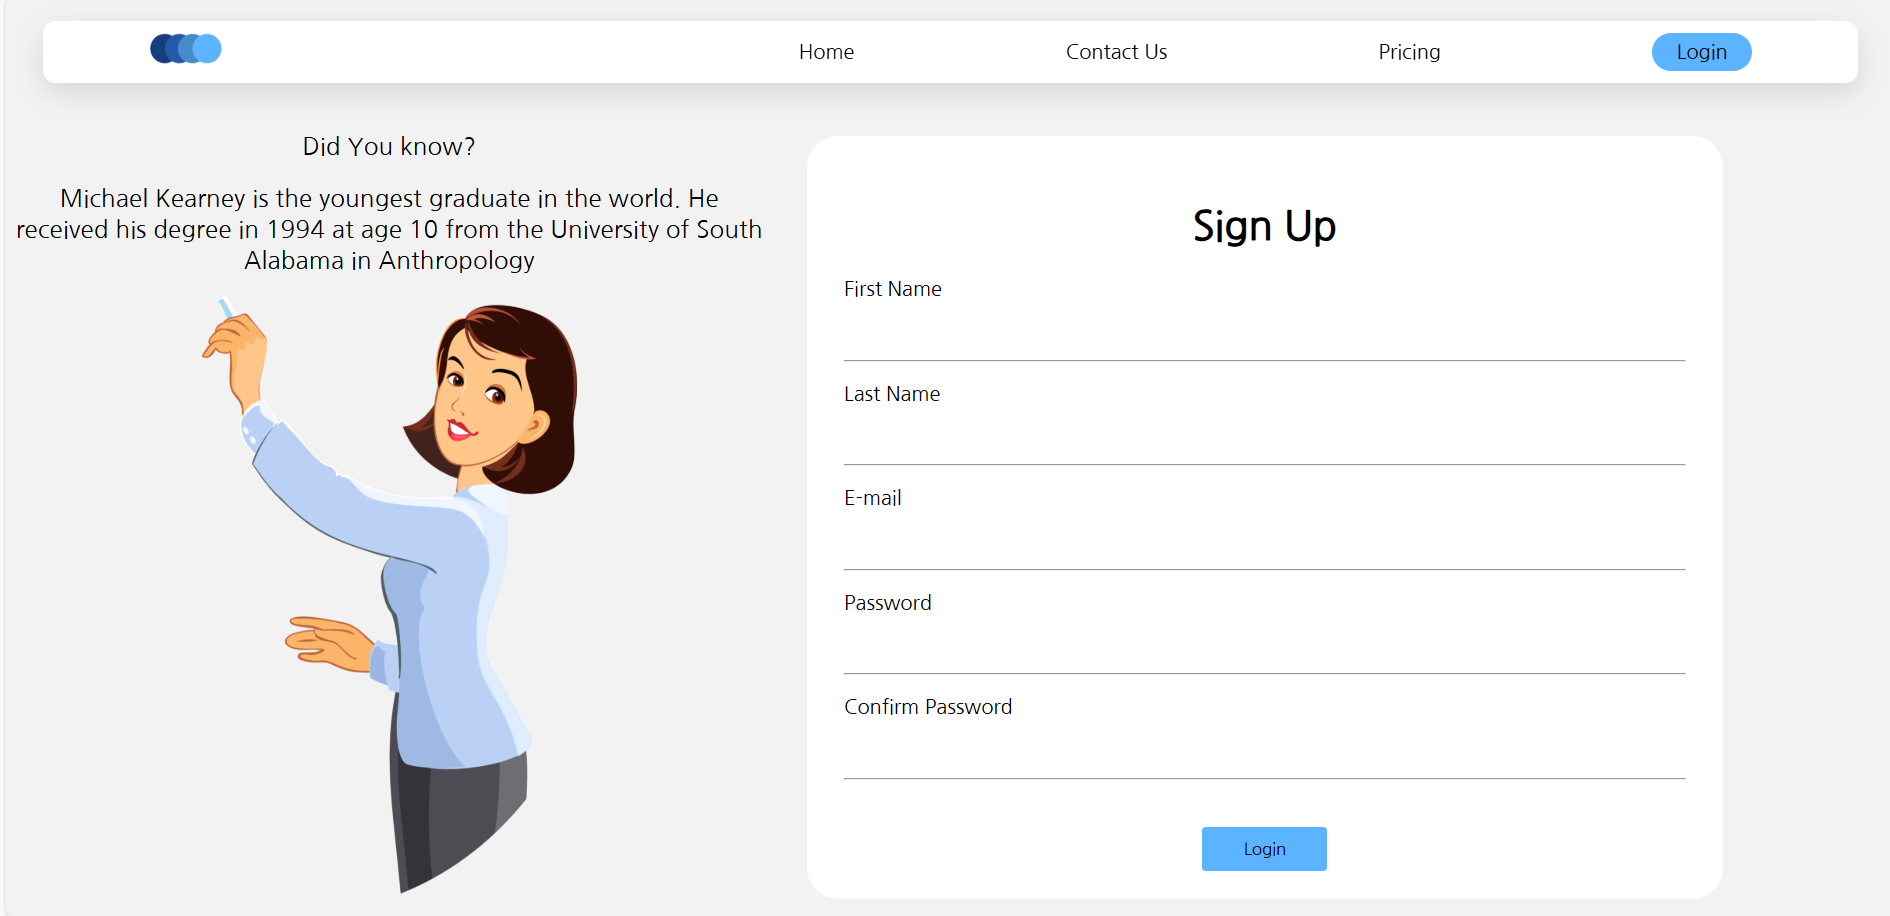 Home
Contact Us
Pricing
Login
Did You know?
Michael Kearney is the youngest graduate in the world. He
received his degree in 1994 at age 10 from the University of South
Alabama in Anthropology
Sign Up
First Name
Last Name
E-mail
Password
Confirm Password
Login